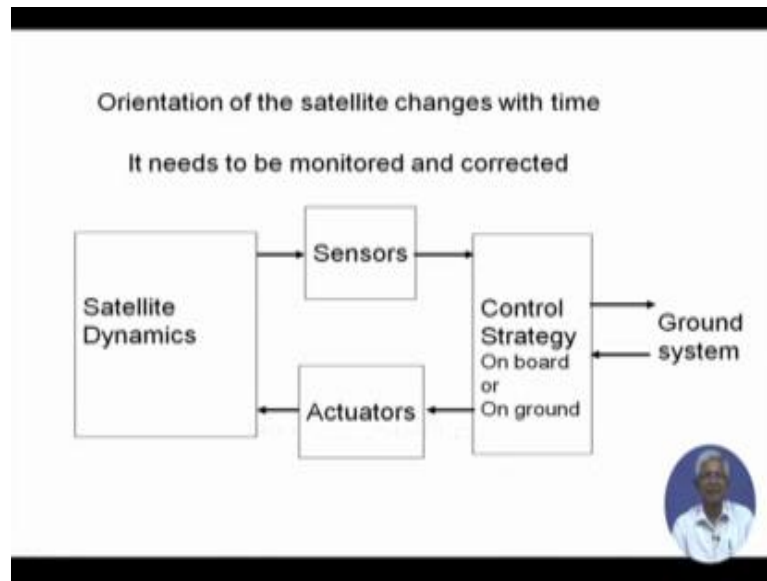 Orientation of the satellite changes with time
It needs to be monitored and corrected
Satellite
Dynamics
Sensors
Actuators
Control
Strategy
On board
or
On ground
Ground
system